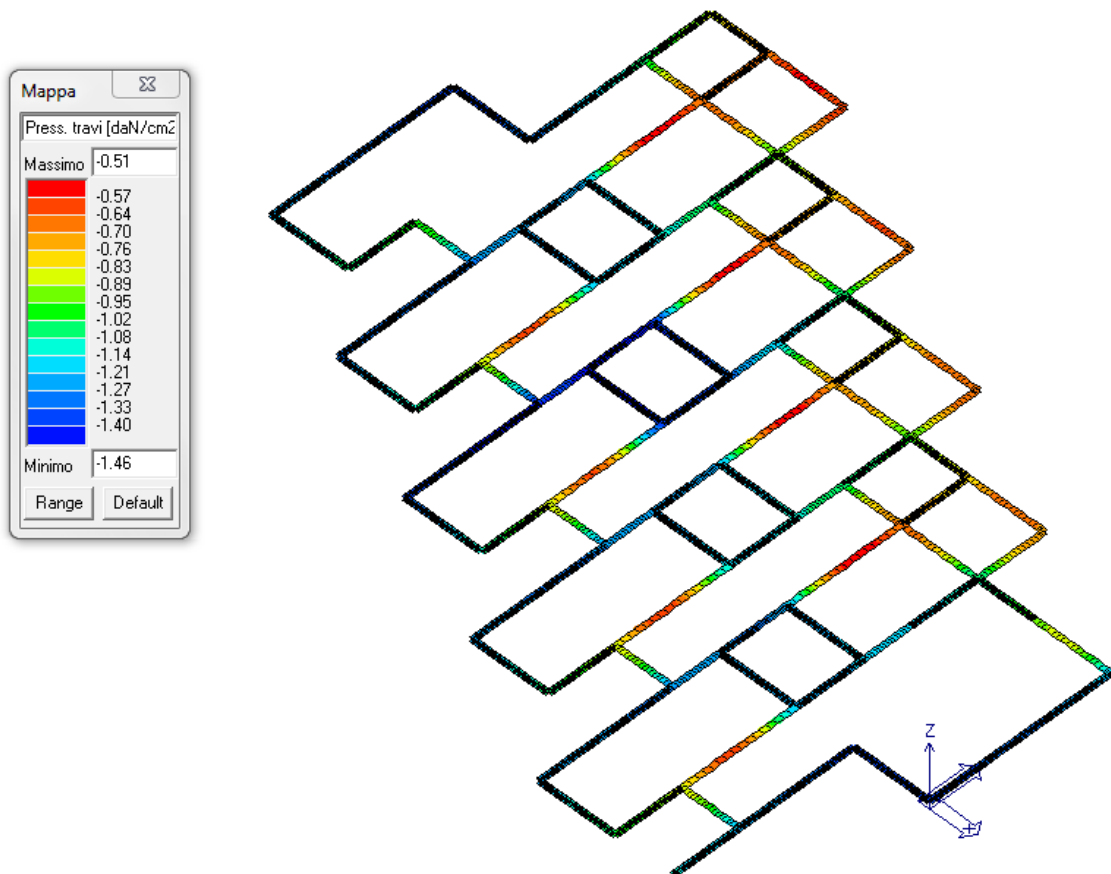 Mappa
Press. travi [daN/cm2
Massimo -0.51
-0.57
-0.64
-0.70
-0.76
-0.83
-0.89
-0.95
-1.02
-1.08
-1.14
-1.21
-1.27
-1.33
-1.40
Minimo -1.46
Range Default
Z